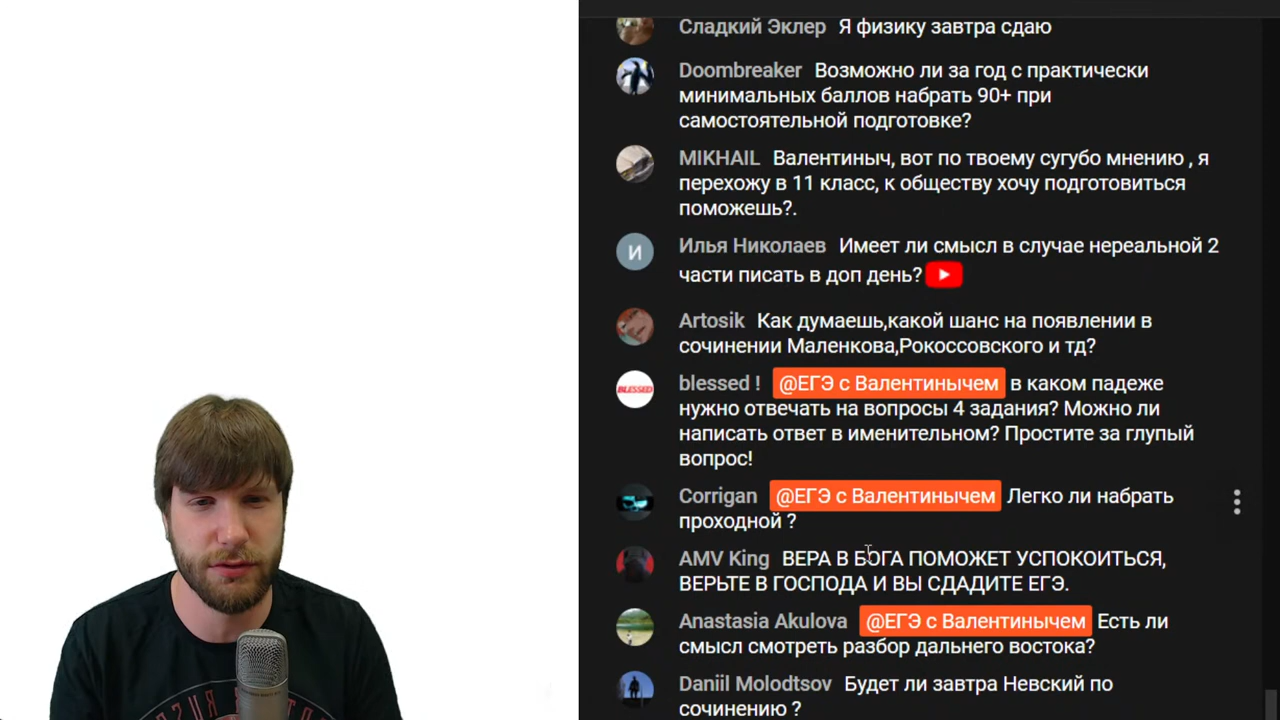 Сладкий Эклер Я физику завтра сдаю
Doombreaker Возможно ли за год с практически
минимальных баллов набрать 90+ при
самостоятельной подготовке?
MIKHAIL Валентиныч, вот по твоему сугубо мнению , я
перехожу в 11 класс, к обществу хочу подготовиться
поможешь?.
И
Илья Николаев Имеет ли смысл в случае нереальной 2
части писать в доп день?
Artosik Как думаешь,какой шанс на появлении в
сочинении Маленкова,Рокоссовского и тд?
BLESSED
blessed ! @ЕГЭ с Валентинычем в каком падеже
нужно отвечать на вопросы 4 задания? Можно ли
написать ответ в именительном? Простите за глупый
вопрос!
Corrigan @ЕГЭ с Валентинычем Легко ли набрать
проходной ?
AMV King ВЕРА В БОГА ПОМОЖЕТ УСПОКОИТЬСЯ,
ВЕРЬТЕ В ГОСПОДА И ВЫ СДАДИТЕ ЕГЭ.
Anastasia Akulova @ЕГЭ с Валентинычем Есть ли
смысл смотреть разбор дальнего востока?
Daniil Molodtsov Будет ли завтра Невский по
сочинению ?